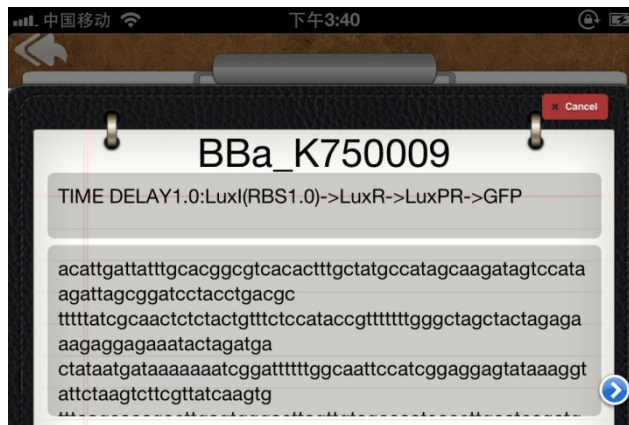 中国移动 下午3:40
Cancel
BBa_K750009
TIME DELAY1.0:LuxI(RBS1.0)->LuxR->LuxPR->GFP
acattgattatttgcacggcgtcacactttgctatgccatagcaagatagtccata
agattagcggatcctacctgacgc
tttttatcgcaactctctactgtttctccataccgtttttttgggctagctactagaga
aagaggagaaatactagatga
ctataatgataaaaaaatcggattttttggcaattccatcggaggagtataaaggt
attctaagtcttcgttatcaagtg